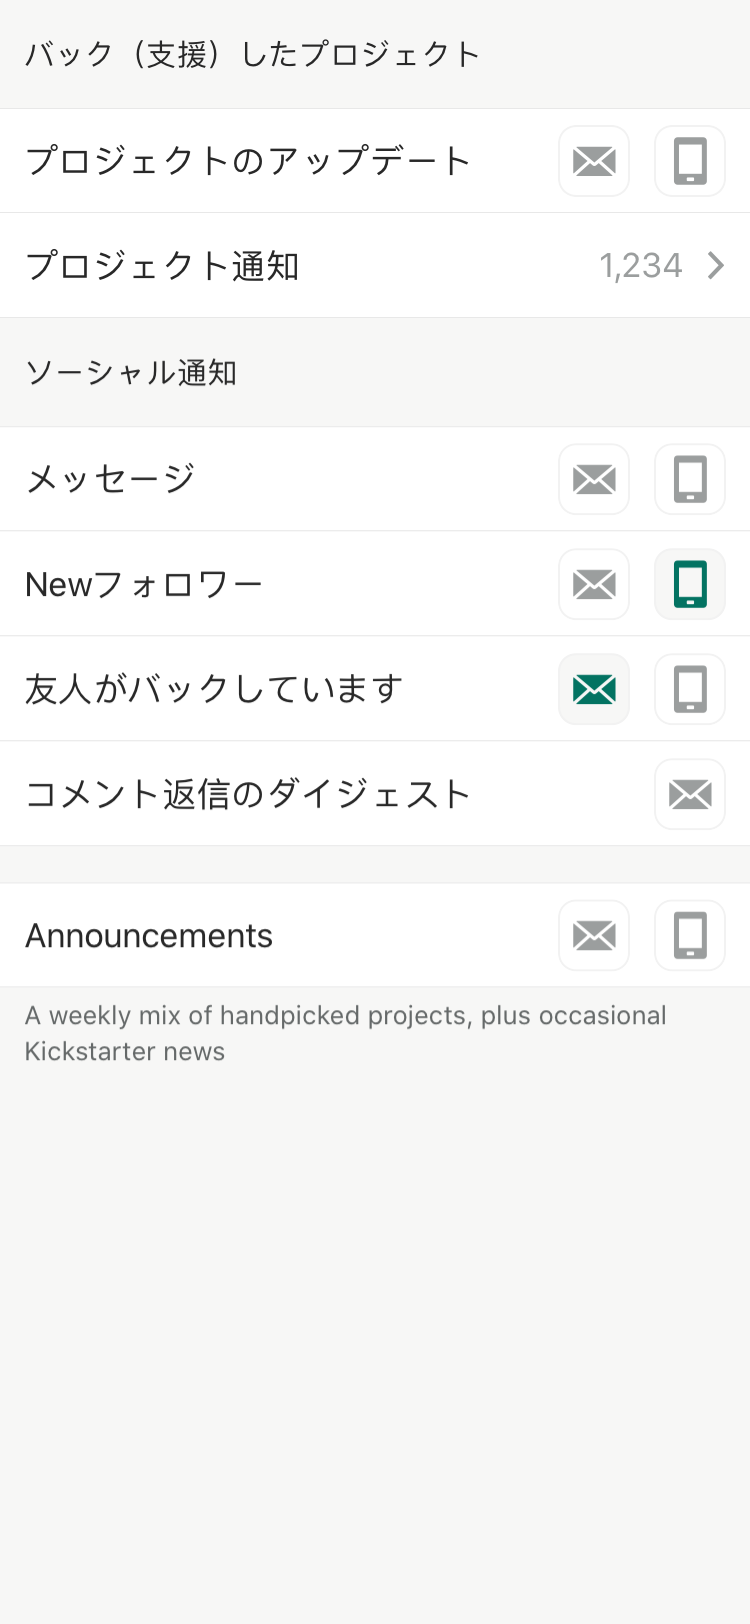 バック（支援）したプロジェクト
プロジェクトのアップデート
プロジェクト通知 1,234
ソーシャル通知
メッセージ
Newフォロワー
友人がバックしています
コメント返信のダイジェスト
Announcements
A weekly mix of handpicked projects, plus occasional
Kickstarter news